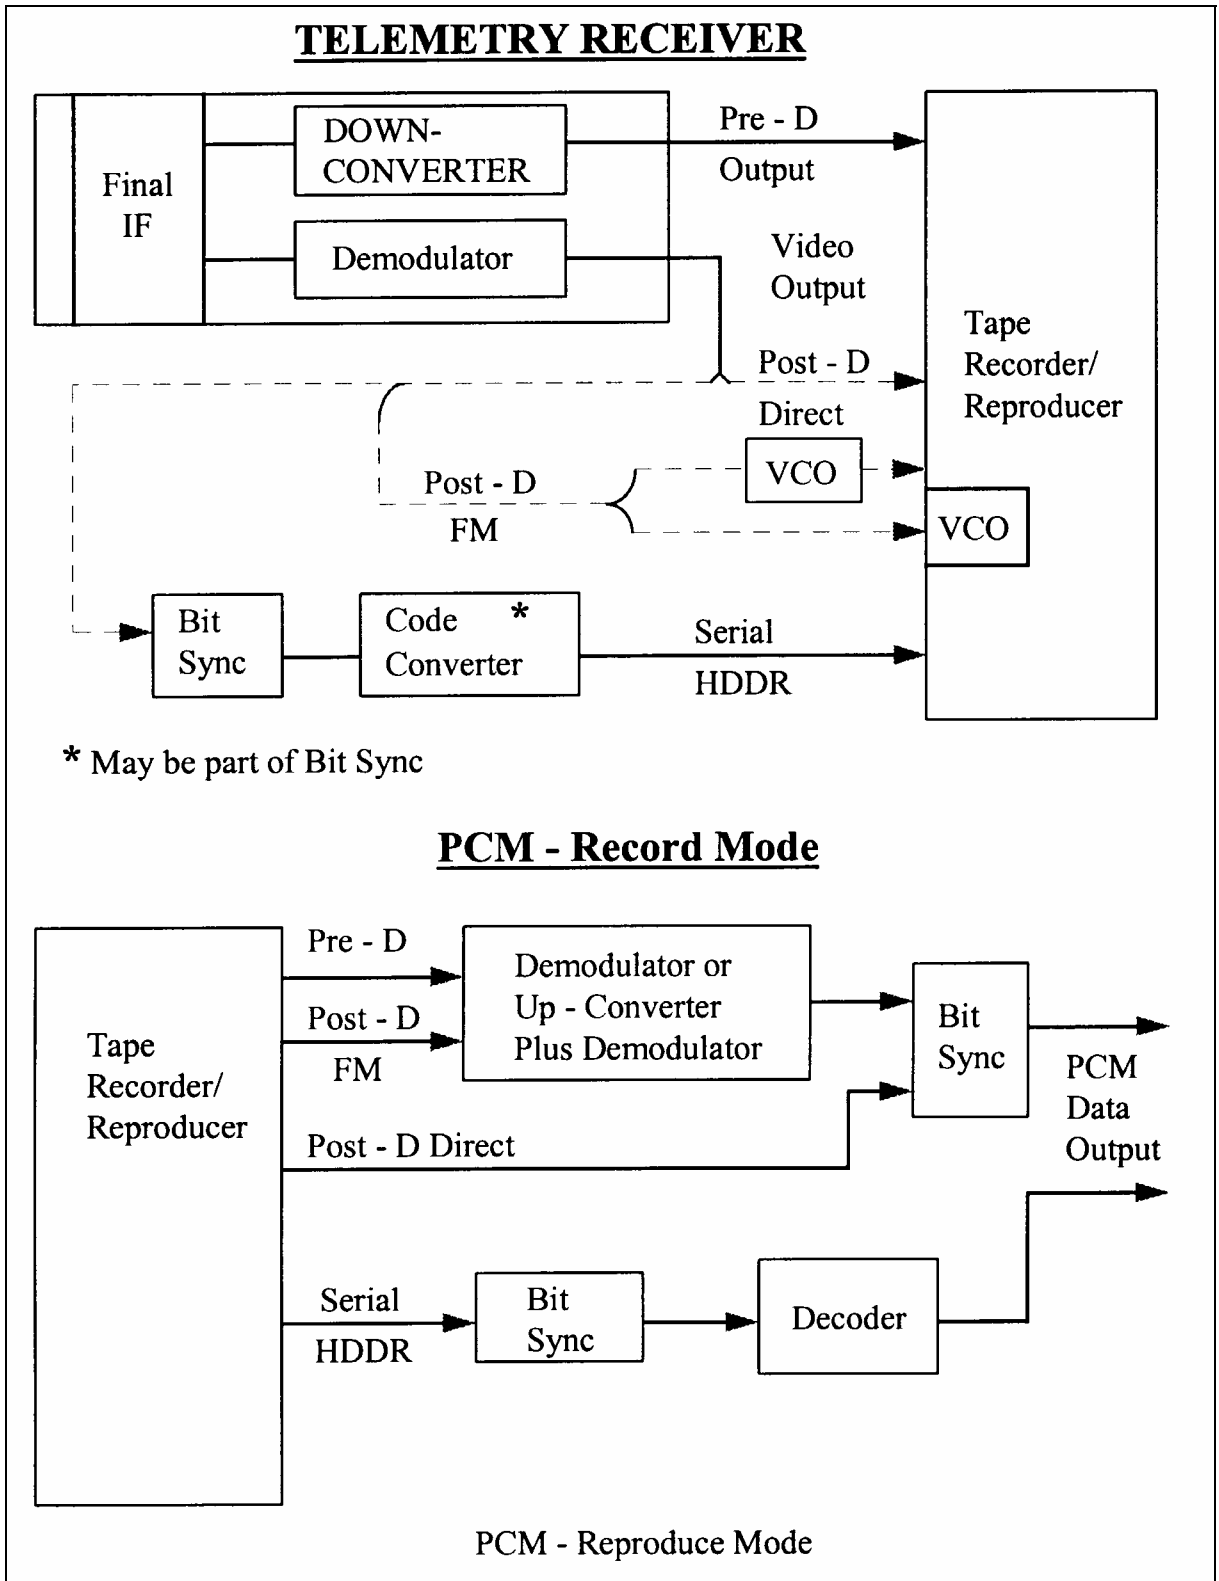 TELEMETRY RECEIVER
Final
IF
DOWN-
CONVERTER
Demodulator
Pre - D
Output
Video
Output
Post - D
Direct
Tape
Recorder/
Reproducer
VCO
Post - D
FM
VCO
Bit
Sync
Code *
Converter
Serial
HDDR
* May be part of Bit Sync
PCM - Record Mode
Tape
Recorder/
Reproducer
Pre - D
Post - D
FM
Demodulator or
Up - Converter
Plus Demodulator
Bit
Sync
PCM
Data
Output
Post - D Direct
Serial
HDDR
Bit
Sync
Decoder
PCM - Reproduce Mode